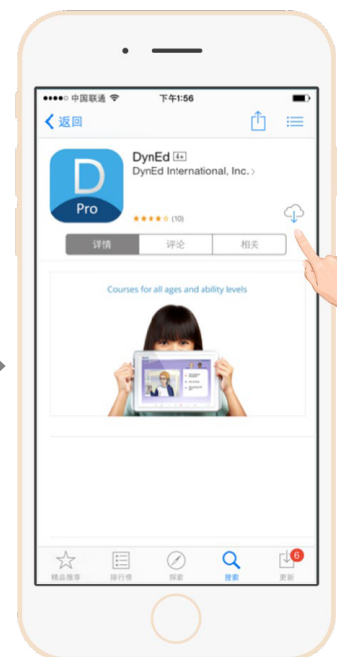 中国联通 下午1:56
返回
DynEd 4+
DynEd International, Inc.
D
Pro
(10)
详情 评论 相关
Courses for all ages and ability levels
6
精品推荐 排行榜 探索 搜索 更新